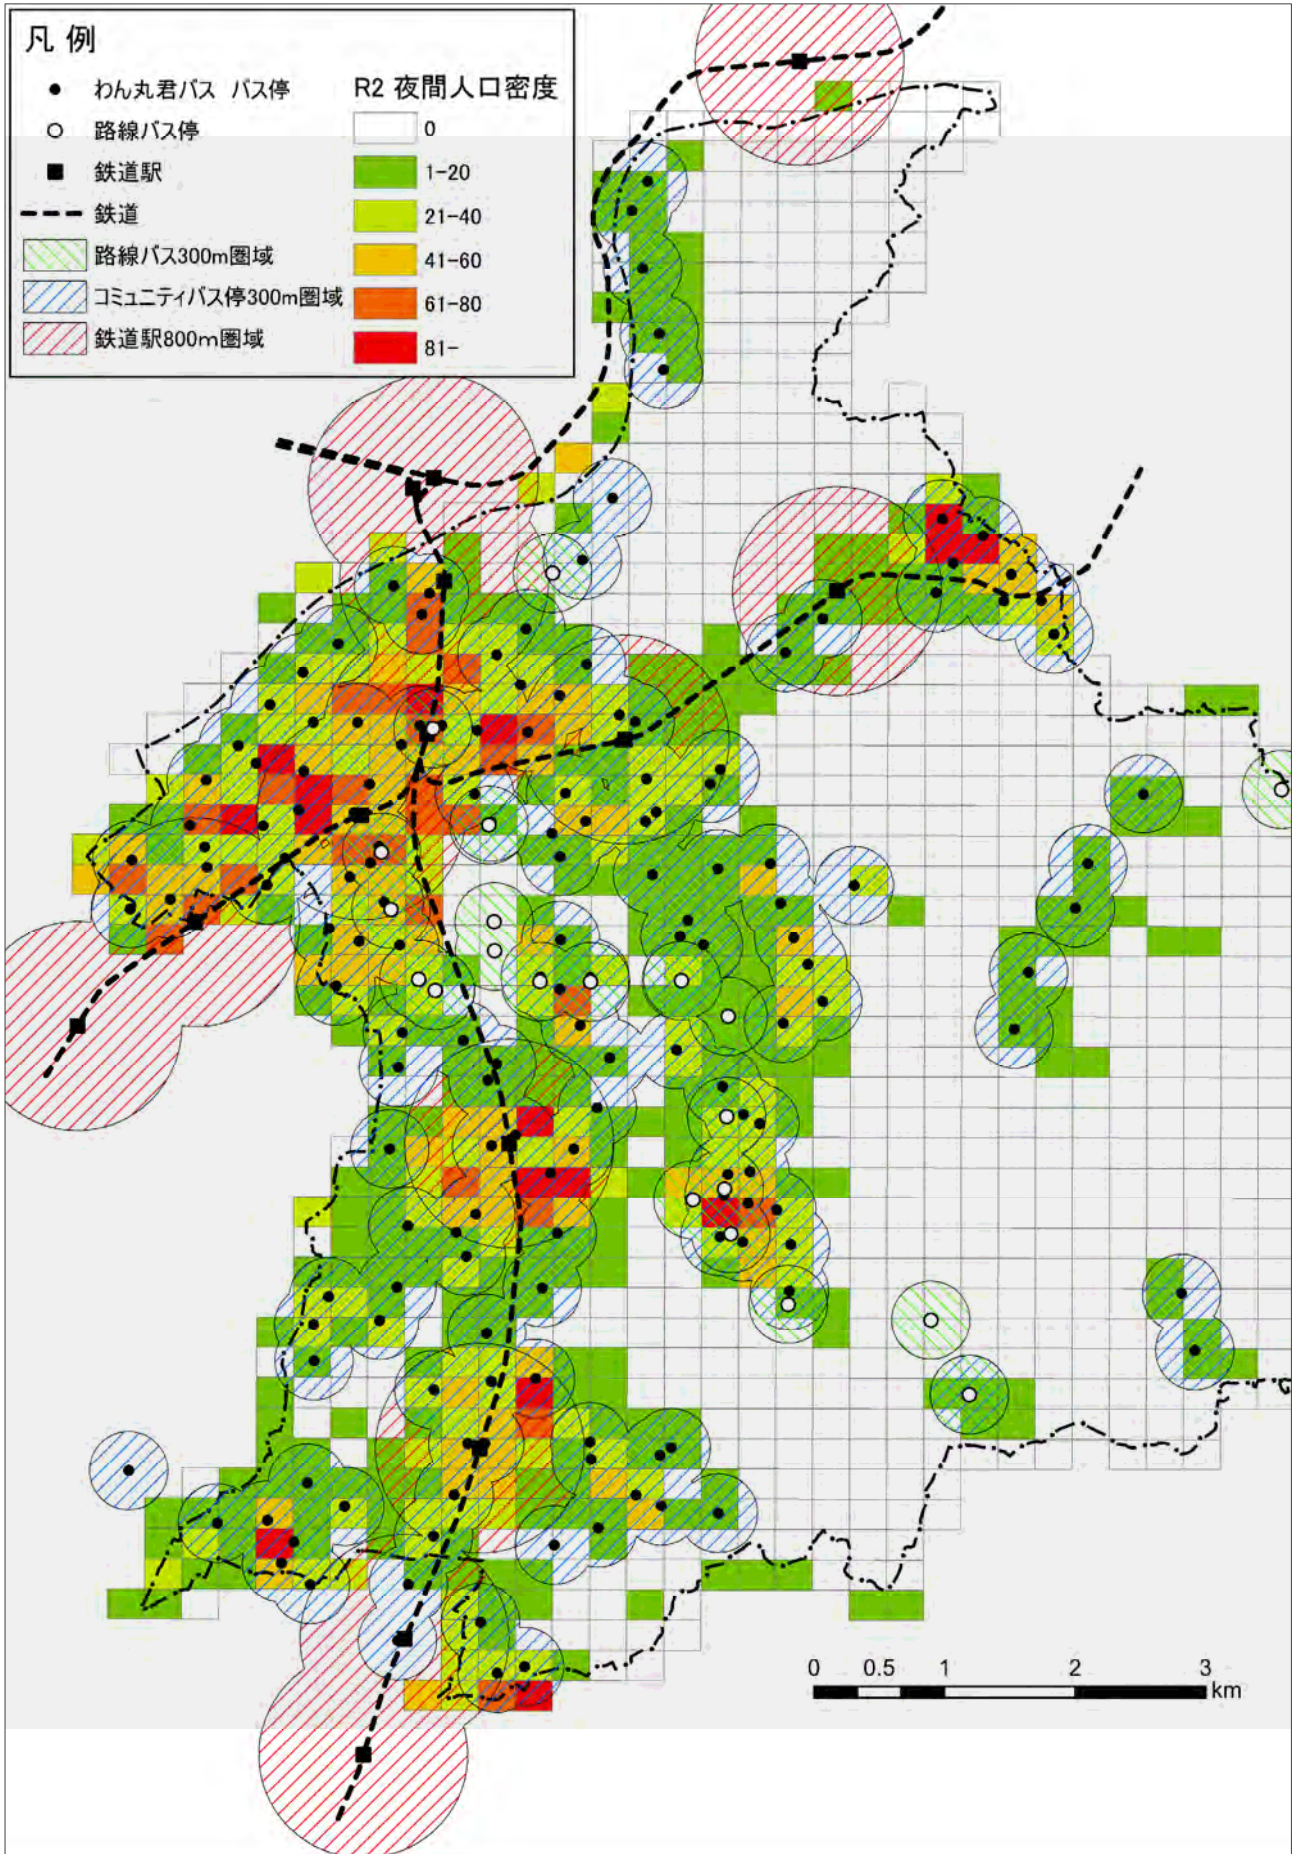 凡 例
わん丸君バス バス停
路線バス停
鉄道駅
鉄道
路線バス300m圏域
コミュニティバス停300m圏域
鉄道駅800m圏域
R2 夜間人口密度
0
1-20
21-40
41-60
61-80
81-
0 0.5 1 2 3
km